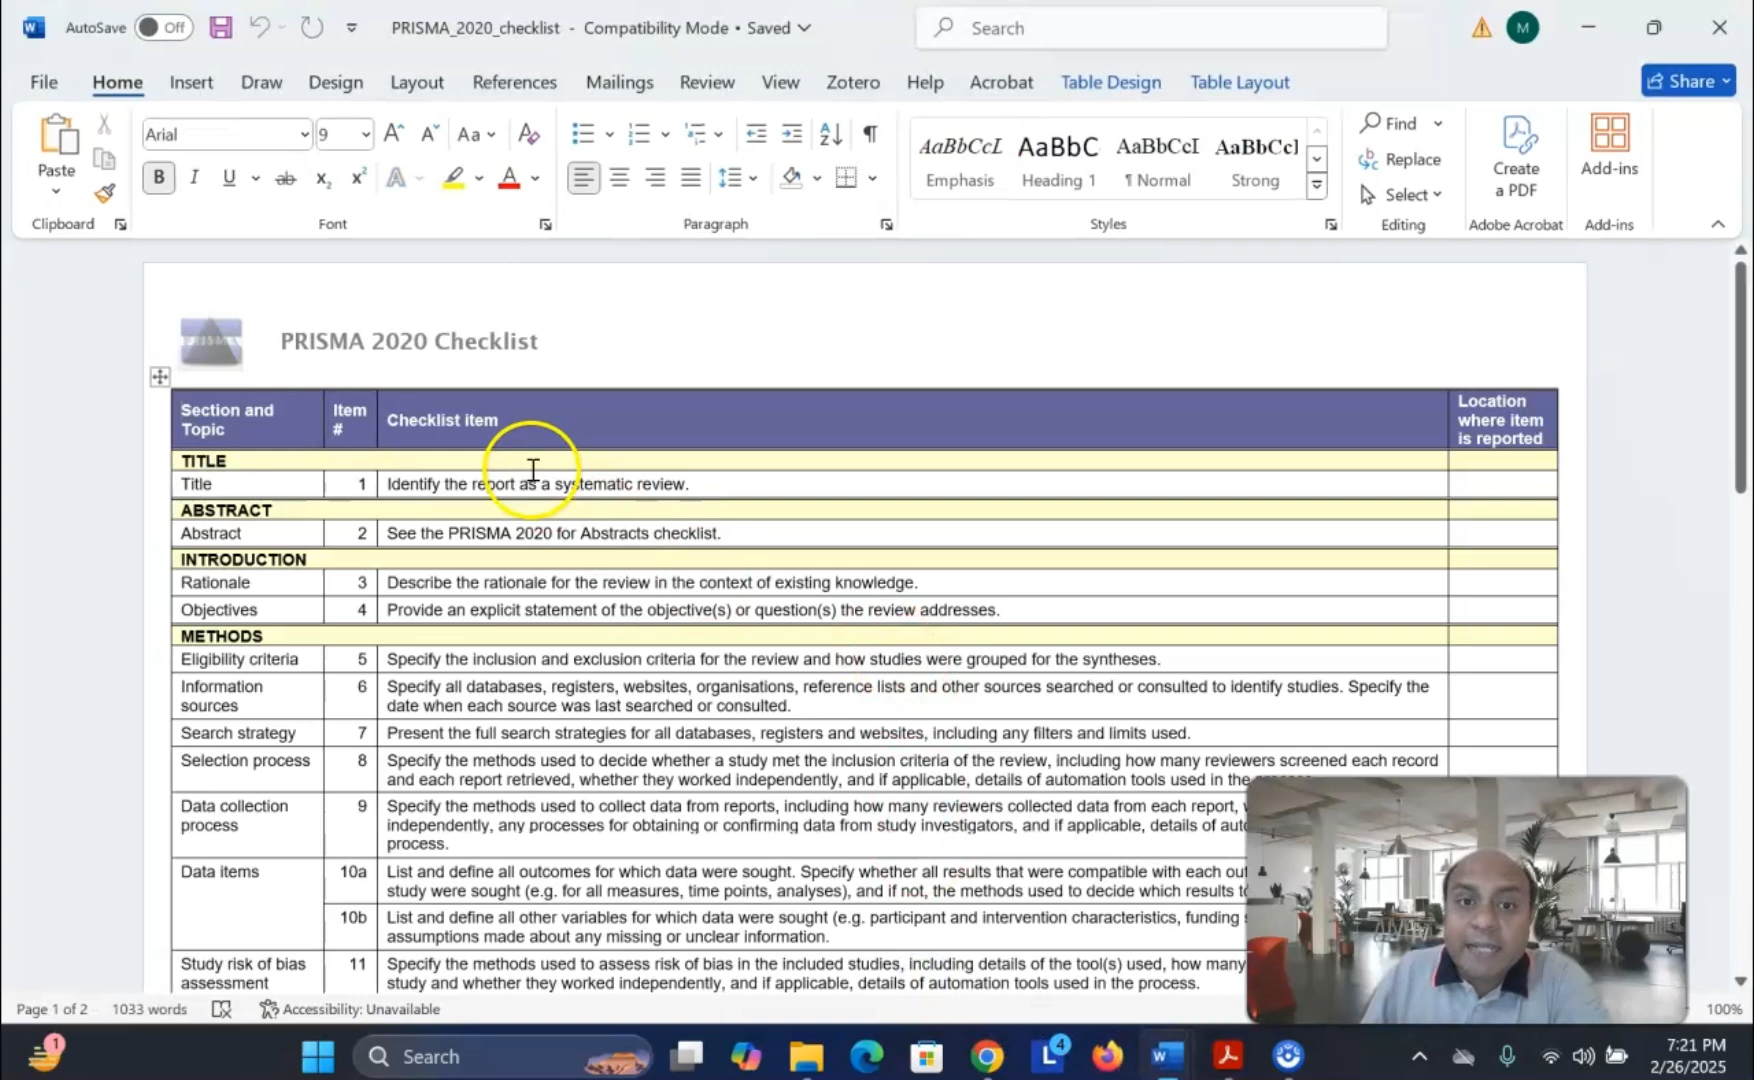 AutoSave Off PRISMA_2020_checklist - Compatibility Mode • Saved Search M
File Home Insert Draw Design Layout References Mailings Review View Zotero Help Acrobat Table Design Table Layout Share
Paste
Clipboard
Arial 9 Aa
B I U ab x2 x2 A A
Font
Paragraph
AaBbCcI AaBbC AaBbCcI AaBbCcI
Emphasis Heading 1 ¶ Normal Strong
Styles
Find
Replace
Select
Editing
Create
a PDF
Adobe Acrobat
Add-ins
Add-ins
PRISMA 2020 Checklist
Section and
Topic
Item
#
Checklist item
Location
where item
is reported
TITLE
Title 1 Identify the report as a systematic review.
ABSTRACT
Abstract 2 See the PRISMA 2020 for Abstracts checklist.
INTRODUCTION
Rationale 3 Describe the rationale for the review in the context of existing knowledge.
Objectives 4 Provide an explicit statement of the objective(s) or question(s) the review addresses.
METHODS
Eligibility criteria 5 Specify the inclusion and exclusion criteria for the review and how studies were grouped for the syntheses.
Information
sources
6 Specify all databases, registers, websites, organisations, reference lists and other sources searched or consulted to identify studies. Specify the
date when each source was last searched or consulted.
Search strategy 7 Present the full search strategies for all databases, registers and websites, including any filters and limits used.
Selection process 8 Specify the methods used to decide whether a study met the inclusion criteria of the review, including how many reviewers screened each record
and each report retrieved, whether they worked independently, and if applicable, details of automation tools used in the
Data collection
process
9 Specify the methods used to collect data from reports, including how many reviewers collected data from each report,
independently, any processes for obtaining or confirming data from study investigators, and if applicable, details of
process.
Data items 10a List and define all outcomes for which data were sought. Specify whether all results that were compatible with each
study were sought (e.g. for all measures, time points, analyses), and if not, the methods used to decide which results
10b List and define all other variables for which data were sought (e.g. participant and intervention characteristics, funding
assumptions made about any missing or unclear information.
Study risk of bias
assessment
11 Specify the methods used to assess risk of bias in the included studies, including details of the tool(s) used, how many
study and whether they worked independently, and if applicable, details of automation tools used in the process.
Page 1 of 2 1033 words Accessibility: Unavailable 100%
1 Search 4 7:21 PM
2/26/2025